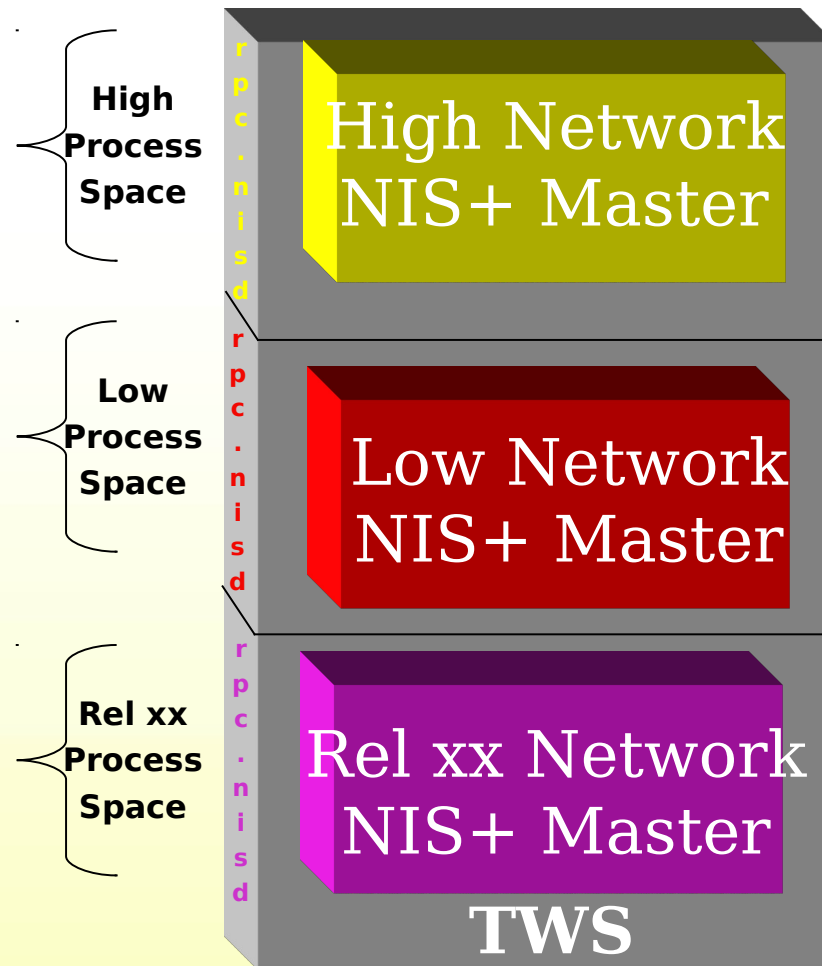 High
Process
Space
rpc.nisd
High Network
NIS+ Master
Low
Process
Space
rpc.nisd
Low Network
NIS+ Master
Rel xx
Process
Space
rpc.nisd
Rel xx Network
NIS+ Master
TWS